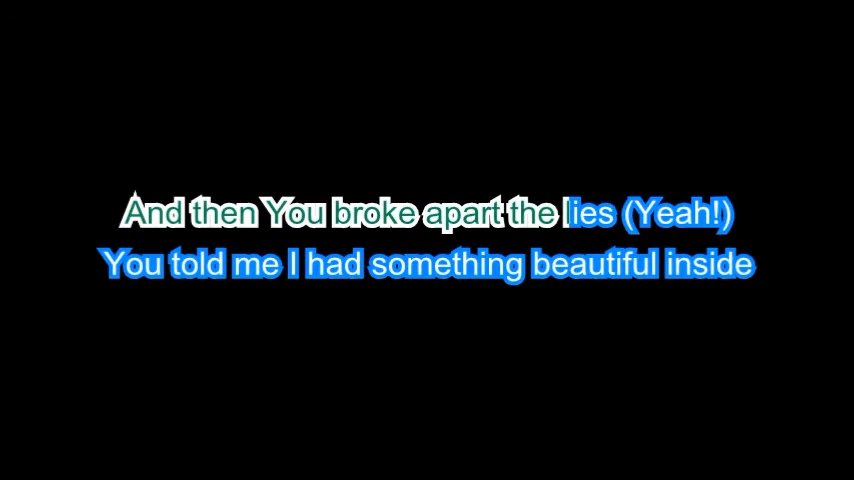 And then You broke apart the lies (Yeah!)
You told me I had something beautiful inside